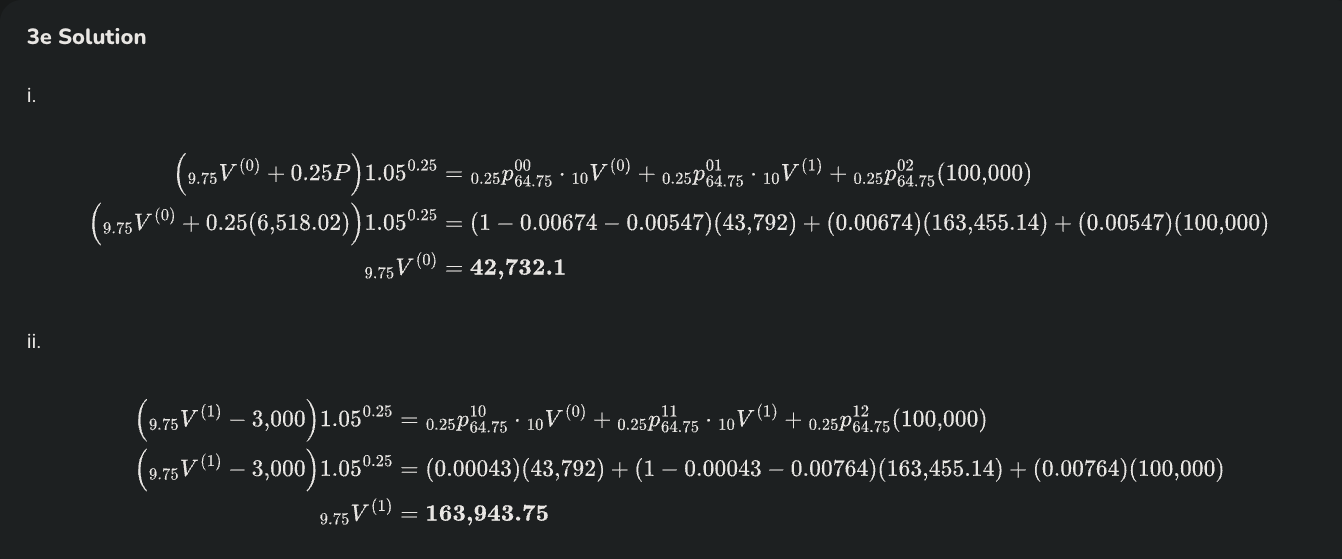 3e Solution
i.
$\left({}_{9.75}V^{(0)} + 0.25P\right)1.05^{0.25} = {}_{0.25}p^{00}_{64.75} \cdot {}_{10}V^{(0)} + {}_{0.25}p^{01}_{64.75} \cdot {}_{10}V^{(1)} + {}_{0.25}p^{02}_{64.75}(100{,}000)$
$\left({}_{9.75}V^{(0)} + 0.25(6{,}518.02)\right)1.05^{0.25} = (1 - 0.00674 - 0.00547)(43{,}792) + (0.00674)(163{,}455.14) + (0.00547)(100{,}000)$
${}_{9.75}V^{(0)} = \mathbf{42{,}732.1}$
ii.
$\left({}_{9.75}V^{(1)} - 3{,}000\right)1.05^{0.25} = {}_{0.25}p^{10}_{64.75} \cdot {}_{10}V^{(0)} + {}_{0.25}p^{11}_{64.75} \cdot {}_{10}V^{(1)} + {}_{0.25}p^{12}_{64.75}(100{,}000)$
$\left({}_{9.75}V^{(1)} - 3{,}000\right)1.05^{0.25} = (0.00043)(43{,}792) + (1 - 0.00043 - 0.00764)(163{,}455.14) + (0.00764)(100{,}000)$
${}_{9.75}V^{(1)} = \mathbf{163{,}943.75}$